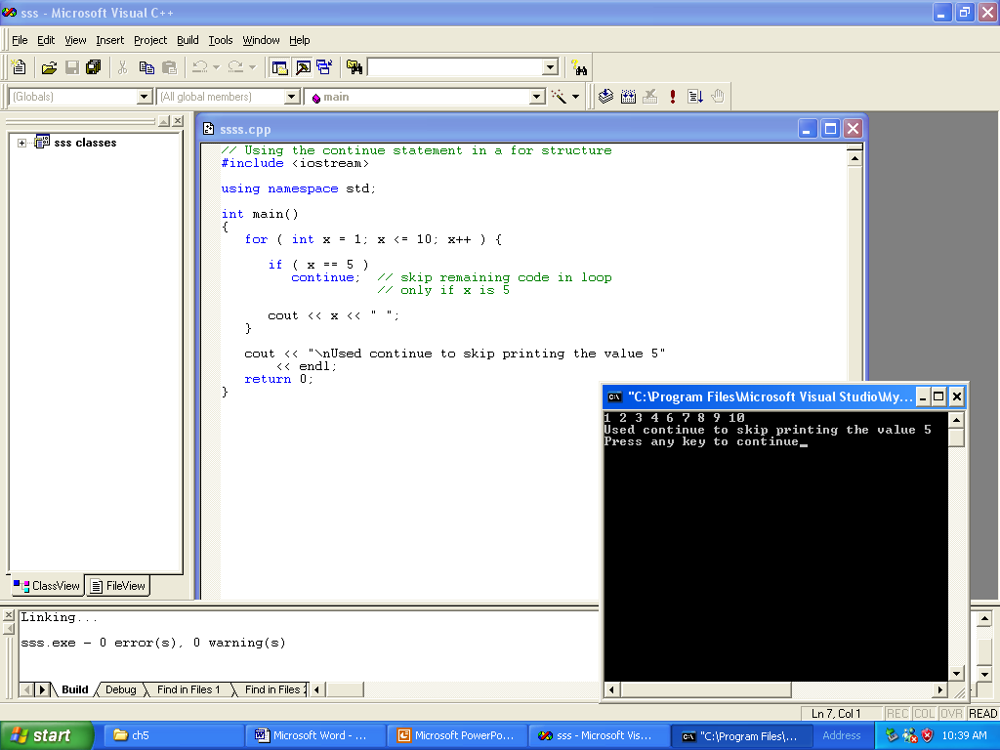 sss - Microsoft Visual C++
File Edit View Insert Project Build Tools Window Help
(Globals) (All global members) main
sss classes
ssss.cpp
// Using the continue statement in a for structure
#include <iostream>
using namespace std;
int main()
{
for ( int x = 1; x <= 10; x++ ) {
if ( x == 5 )
continue; // skip remaining code in loop
// only if x is 5
cout << x << " ";
}
cout << "\nUsed continue to skip printing the value 5"
<< endl;
return 0;
}
"C:\Program Files\Microsoft Visual Studio\My...
1 2 3 4 6 7 8 9 10
Used continue to skip printing the value 5
Press any key to continue_
ClassView FileView
Linking...
sss.exe - 0 error(s), 0 warning(s)
Build Debug Find in Files 1 Find in Files 2
Ln 7, Col 1 REC COL OVR READ
start ch5 Microsoft Word - ... Microsoft PowerPo... sss - Microsoft Vis... "C:\Program Files\... Address 10:39 AM